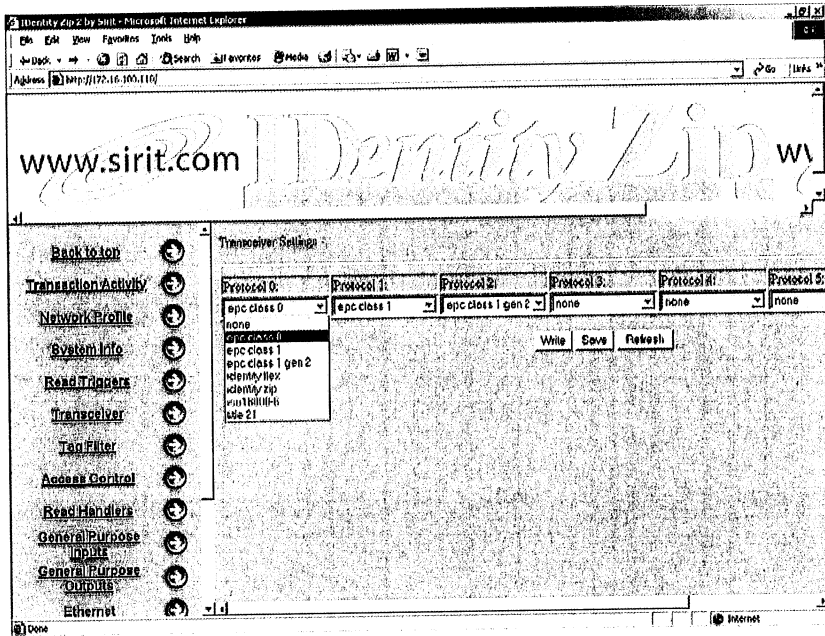 IDentity Zip 2 by Sirit - Microsoft Internet Explorer
File Edit View Favorites Tools Help
Back Search Favorites Media
Address http://172.16.100.110/ Go Links »
www.sirit.com IDentity Zip
Back to top
Transaction Activity
Network Profile
System Info
Read Triggers
Transceiver
Tag Filter
Access Control
Read Handlers
General Purpose
Inputs
General Purpose
Outputs
Ethernet
Transceiver Settings
Protocol 0: Protocol 1: Protocol 2: Protocol 3: Protocol 4: Protocol 5:
epc class 0 epc class 1 epc class 1 gen 2 none none none
none
epc class 0
epc class 1
epc class 1 gen 2
identity flex
identity zip
iso18000-6
title 21
Write Save Refresh
Done Internet